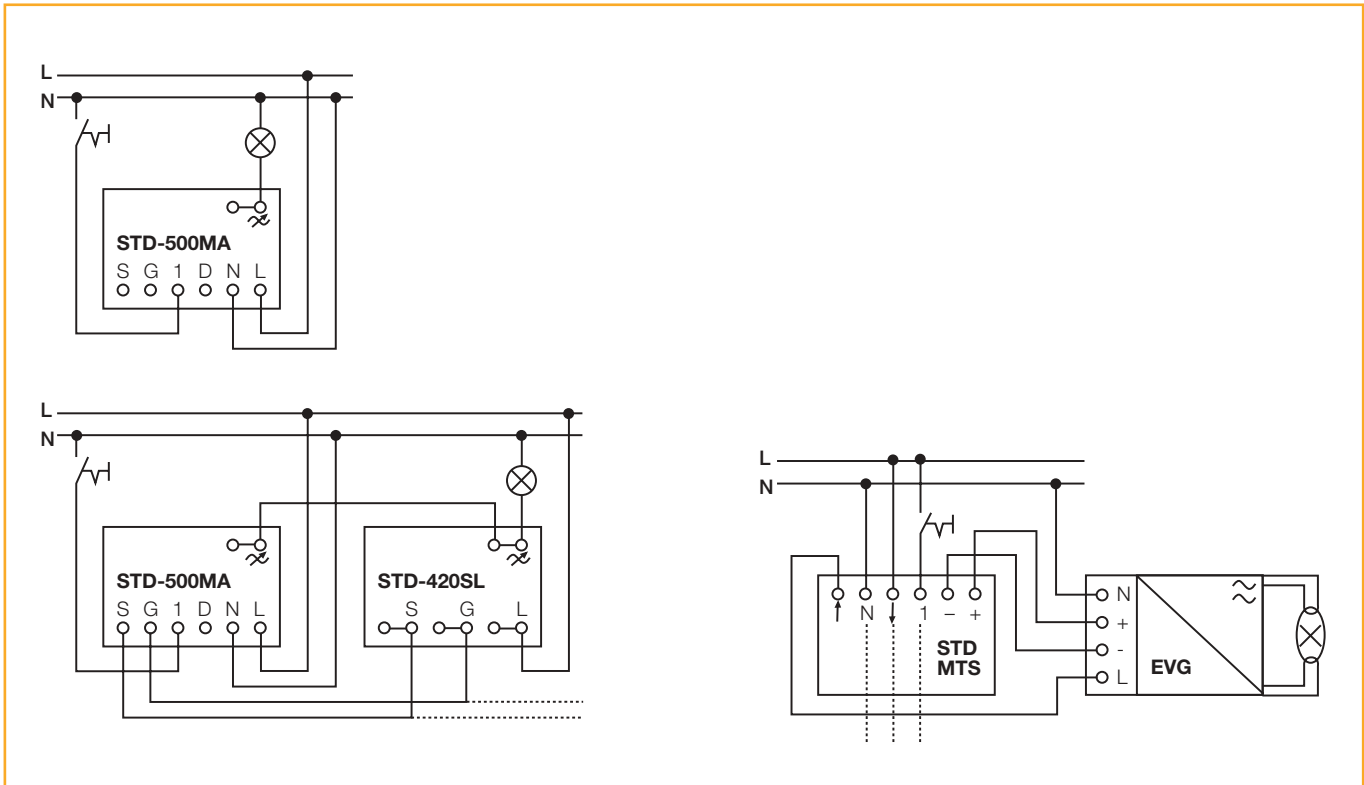 L
N
STD-500MA
S G 1 D N L
L
N
STD-500MA
S G 1 D N L
STD-420SL
S G L
L
N
N 1 − +
STD
MTS
N
+
-
L
EVG